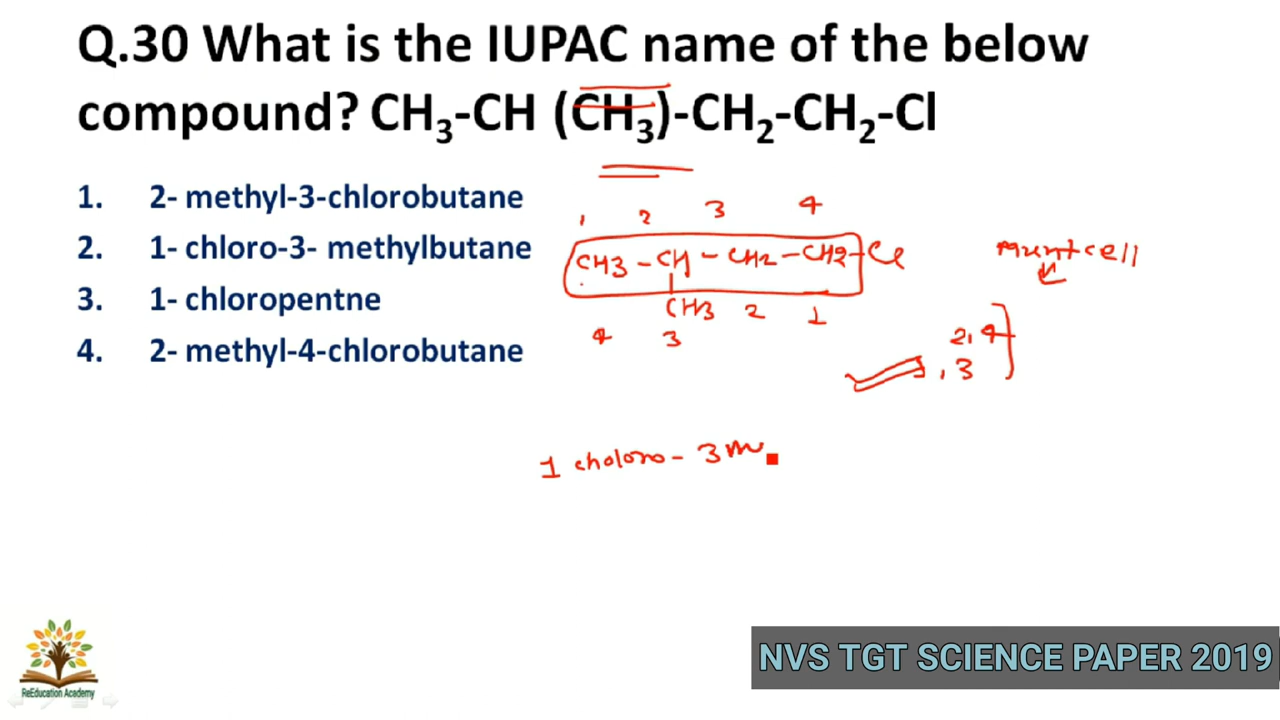 Q.30 What is the IUPAC name of the below
compound? CH3-CH (CH3)-CH2-CH2-Cl
1. 2- methyl-3-chlorobutane
2. 1- chloro-3- methylbutane
3. 1- chloropentne
4. 2- methyl-4-chlorobutane
1 2 3 4
CH3 - CH - CH2 - CH2 - Cl
CH3 2 1
4 3
2,4
, 3
1 choloro - 3 m
ReEducation Academy
NVS TGT SCIENCE PAPER 2019